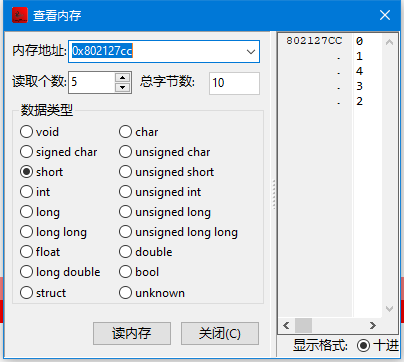 查看内存
内存地址: 0x802127cc
读取个数: 5 总字节数: 10
数据类型
void char
signed char unsigned char
short unsigned short
int unsigned int
long unsigned long
long long unsigned long long
float double
long double bool
struct unknown
读内存 关闭(C)
802127CC 0
. 1
. 4
. 3
. 2
显示格式: 十进